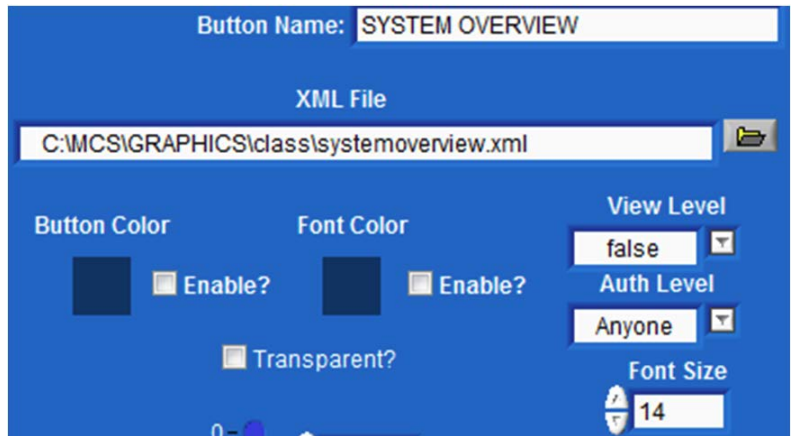 Button Name: SYSTEM OVERVIEW
XML File
C:\MCS\GRAPHICS\class\systemoverview.xml
View Level
Button Color Font Color
false
Enable? Enable?
Auth Level
Anyone
Transparent?
Font Size
14
0-